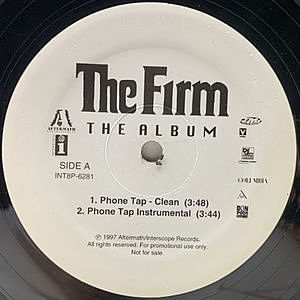 The Firm
THE ALBUM
AFTERMATH
SIDE A
INT8P-6281
COLUMBIA
1. Phone Tap - Clean (3:48)
2. Phone Tap Instrumental (3:44)
℗ 1997 Aftermath/Interscope Records.
All rights reserved. For promotional use only.
Not for sale.